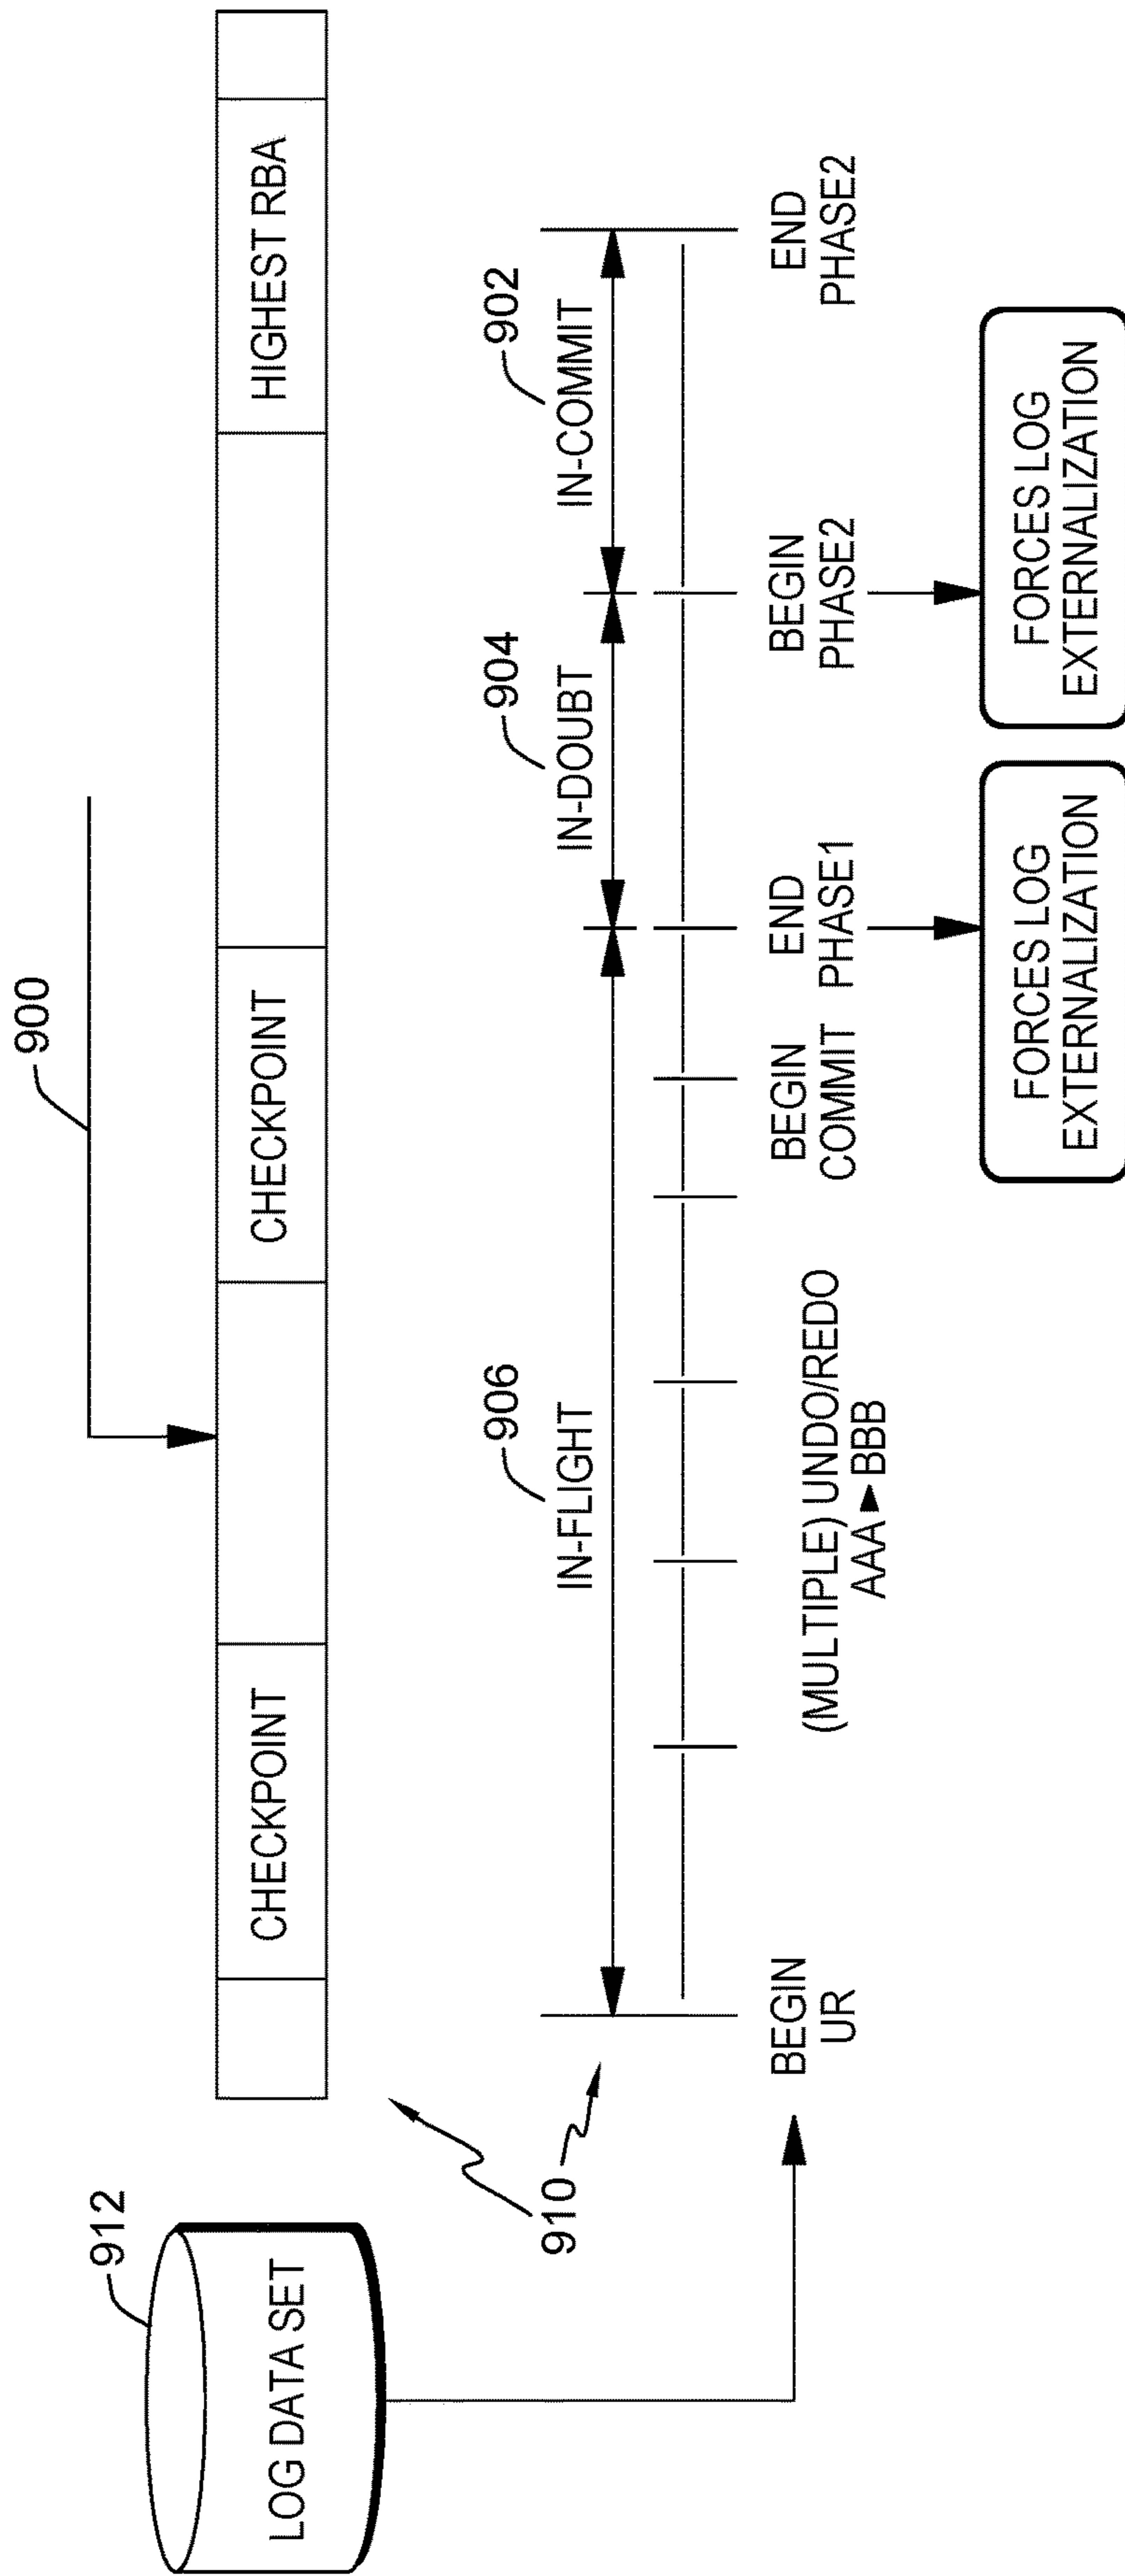 900
912
LOG DATA SET
CHECKPOINT
CHECKPOINT
HIGHEST RBA
910
906
IN-FLIGHT
904
IN-DOUBT
902
IN-COMMIT
BEGIN
UR
(MULTIPLE) UNDO/REDO
AAA ► BBB
BEGIN
COMMIT
END
PHASE1
BEGIN
PHASE2
END
PHASE2
FORCES LOG
EXTERNALIZATION
FORCES LOG
EXTERNALIZATION